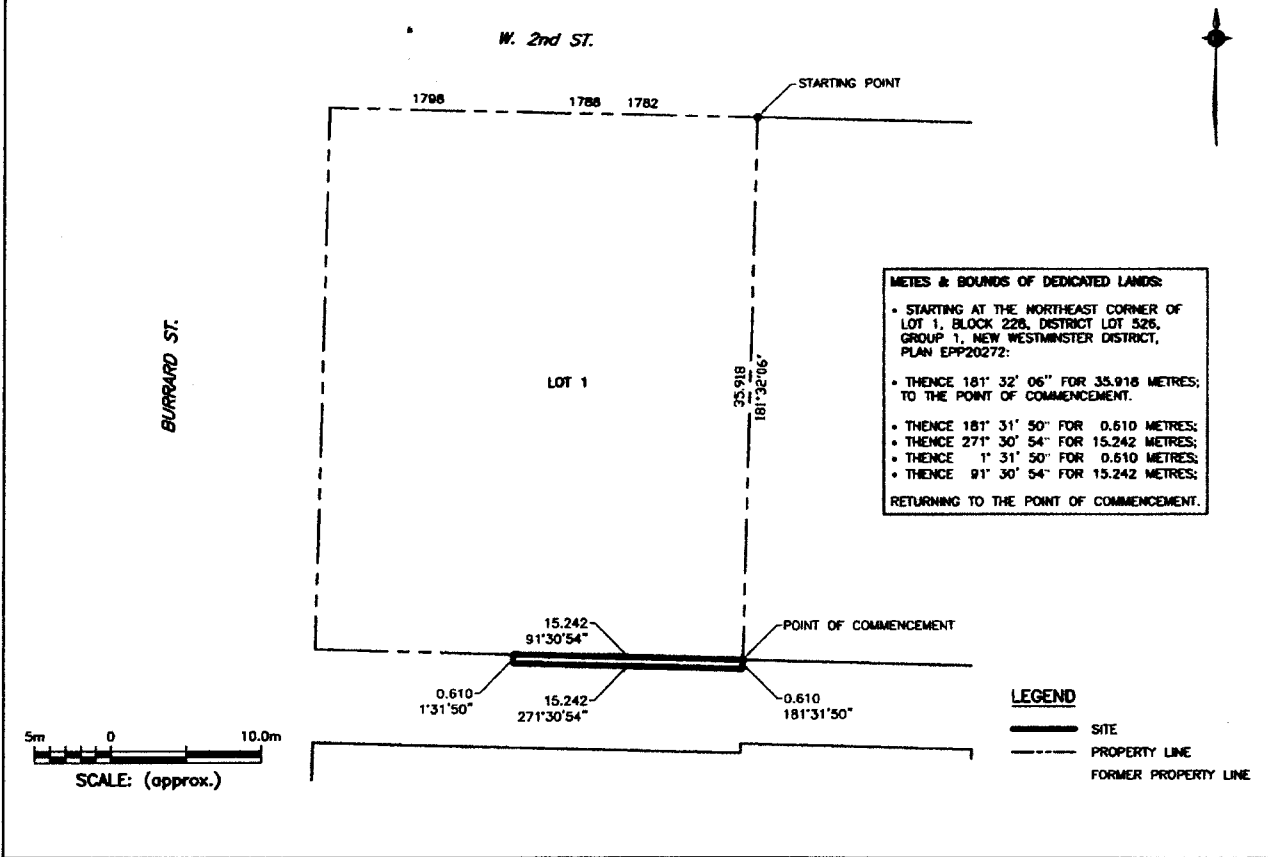 W. 2nd ST.
STARTING POINT
1798 1788 1782
METES & BOUNDS OF DEDICATED LANDS:
• STARTING AT THE NORTHEAST CORNER OF
LOT 1, BLOCK 228, DISTRICT LOT 526,
GROUP 1, NEW WESTMINSTER DISTRICT,
PLAN EPP20272:
• THENCE 181° 32' 06" FOR 35.918 METRES;
TO THE POINT OF COMMENCEMENT.
• THENCE 181° 31' 50" FOR 0.610 METRES;
• THENCE 271° 30' 54" FOR 15.242 METRES;
• THENCE 1° 31' 50" FOR 0.610 METRES;
• THENCE 91° 30' 54" FOR 15.242 METRES;
RETURNING TO THE POINT OF COMMENCEMENT.
BURRARD ST.
LOT 1
35.918
181°32'06"
15.242
91°30'54"
POINT OF COMMENCEMENT
0.610
1°31'50"
15.242
271°30'54"
0.610
181°31'50"
LEGEND
SITE
PROPERTY LINE
FORMER PROPERTY LINE
5m 0 10.0m
SCALE: (approx.)